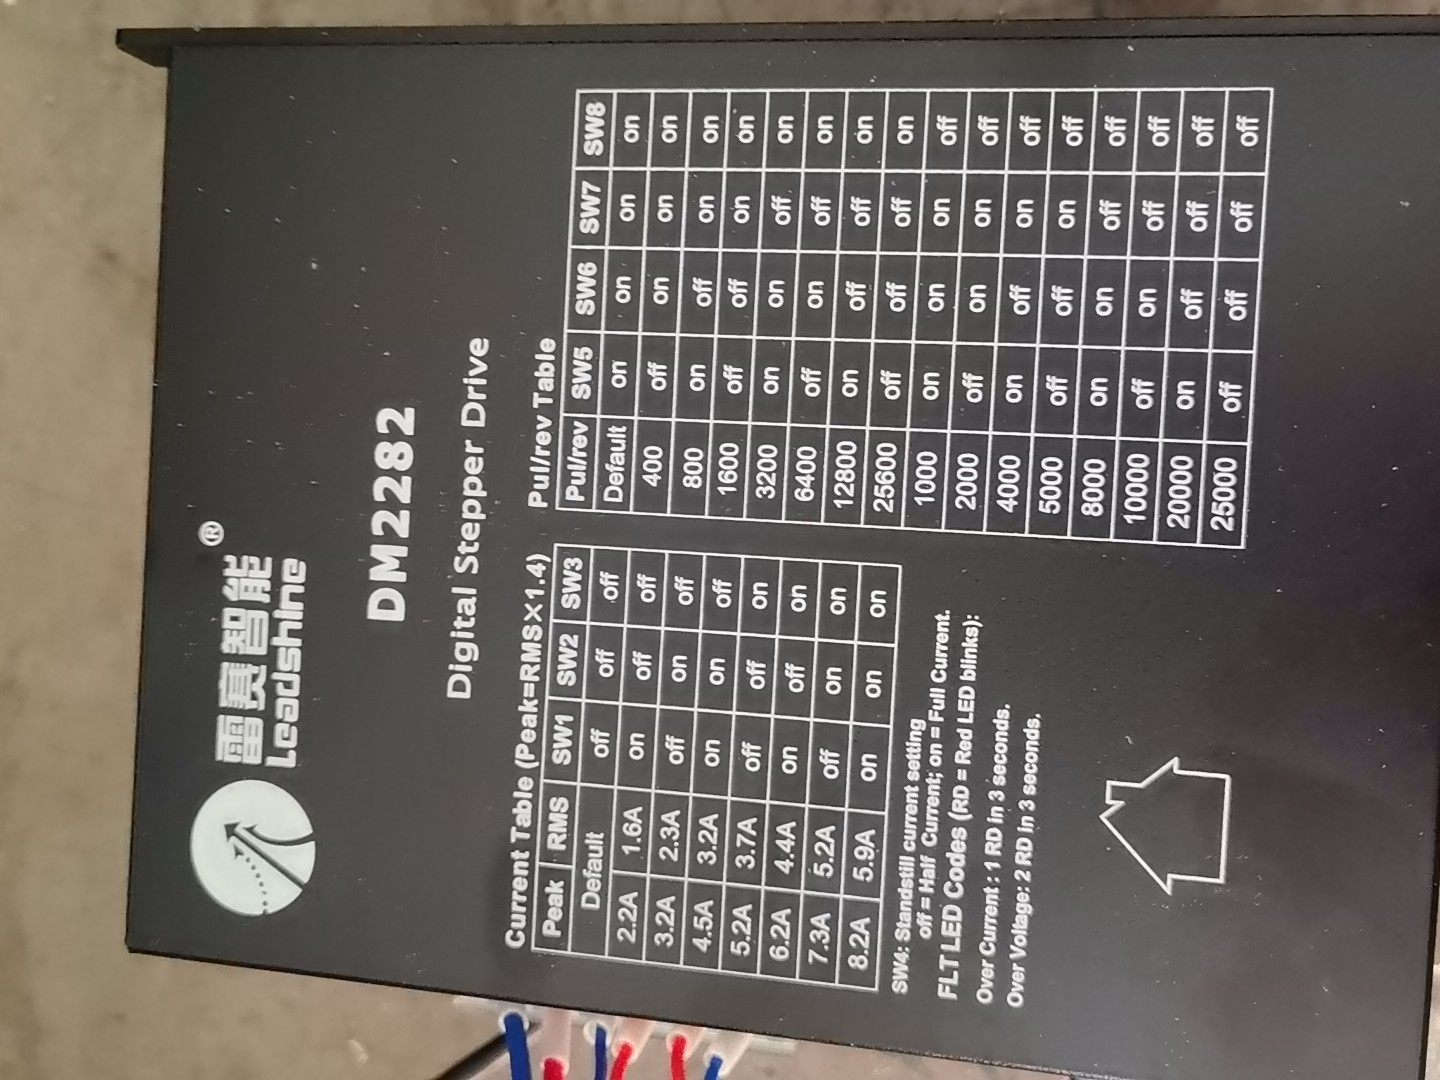 雷赛智能®
Leadshine
DM2282
Digital Stepper Drive
Current Table (Peak=RMS×1.4)
Peak RMS SW1 SW2 SW3
Default off off off
2.2A 1.6A on off off
3.2A 2.3A off on off
4.5A 3.2A on on off
5.2A 3.7A off off on
6.2A 4.4A on off on
7.3A 5.2A off on on
8.2A 5.9A on on on
SW4: Standstill current setting
off = Half Current; on = Full Current.
FLT LED Codes (RD = Red LED blinks):
Over Current : 1 RD in 3 seconds.
Over Voltage: 2 RD in 3 seconds.
Pul/rev Table
Pul/rev SW5 SW6 SW7 SW8
Default on on on on
400 off on on on
800 on off on on
1600 off off on on
3200 on on off on
6400 off on off on
12800 on off off on
25600 off off off on
1000 on on on off
2000 off on on off
4000 on off on off
5000 off off on off
8000 on on off off
10000 off on off off
20000 on off off off
25000 off off off off